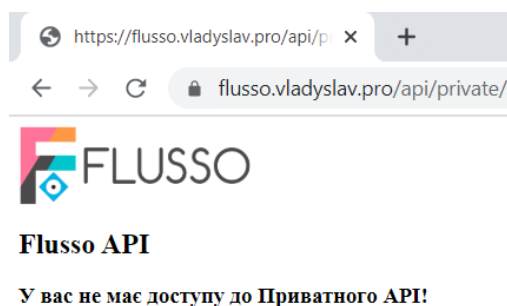 https://flusso.vladyslav.pro/api/p
flusso.vladyslav.pro/api/private/
FLUSSO
Flusso API
У вас не має доступу до Приватного API!